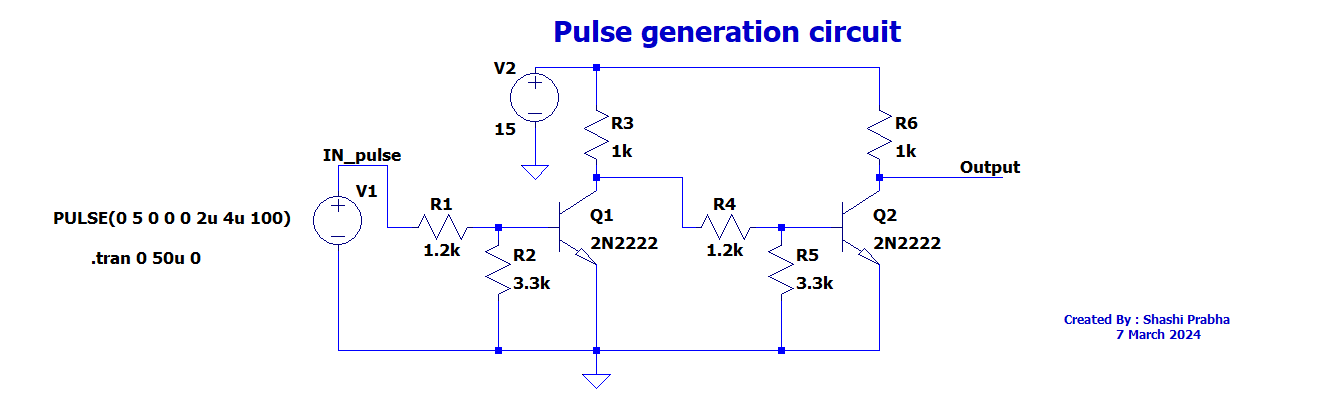 Pulse generation circuit
V2
15
R3
1k
R6
1k
IN_pulse
Output
V1
PULSE(0 5 0 0 0 2u 4u 100)
.tran 0 50u 0
R1
1.2k
R2
3.3k
Q1
2N2222
R4
1.2k
R5
3.3k
Q2
2N2222
Created By : Shashi Prabha
7 March 2024